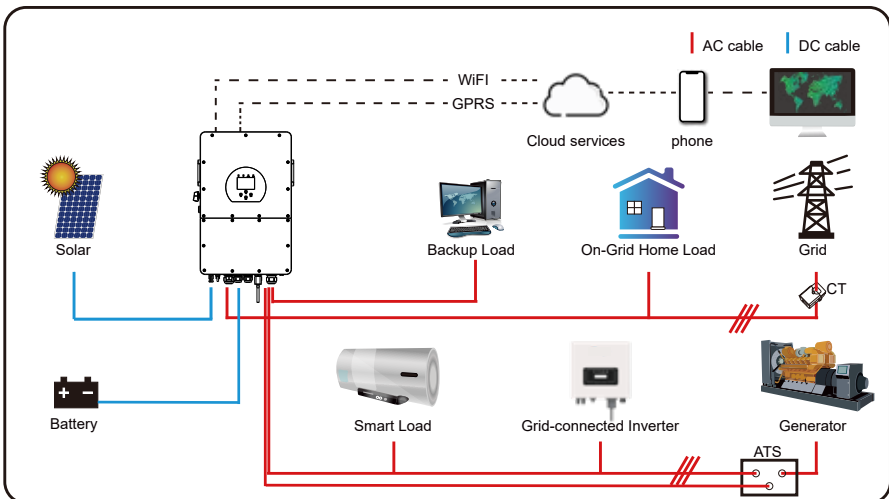 AC cable
DC cable
WiFI
GPRS
Cloud services
phone
Solar
Backup Load
On-Grid Home Load
Grid
CT
Battery
Smart Load
Grid-connected Inverter
Generator
ATS